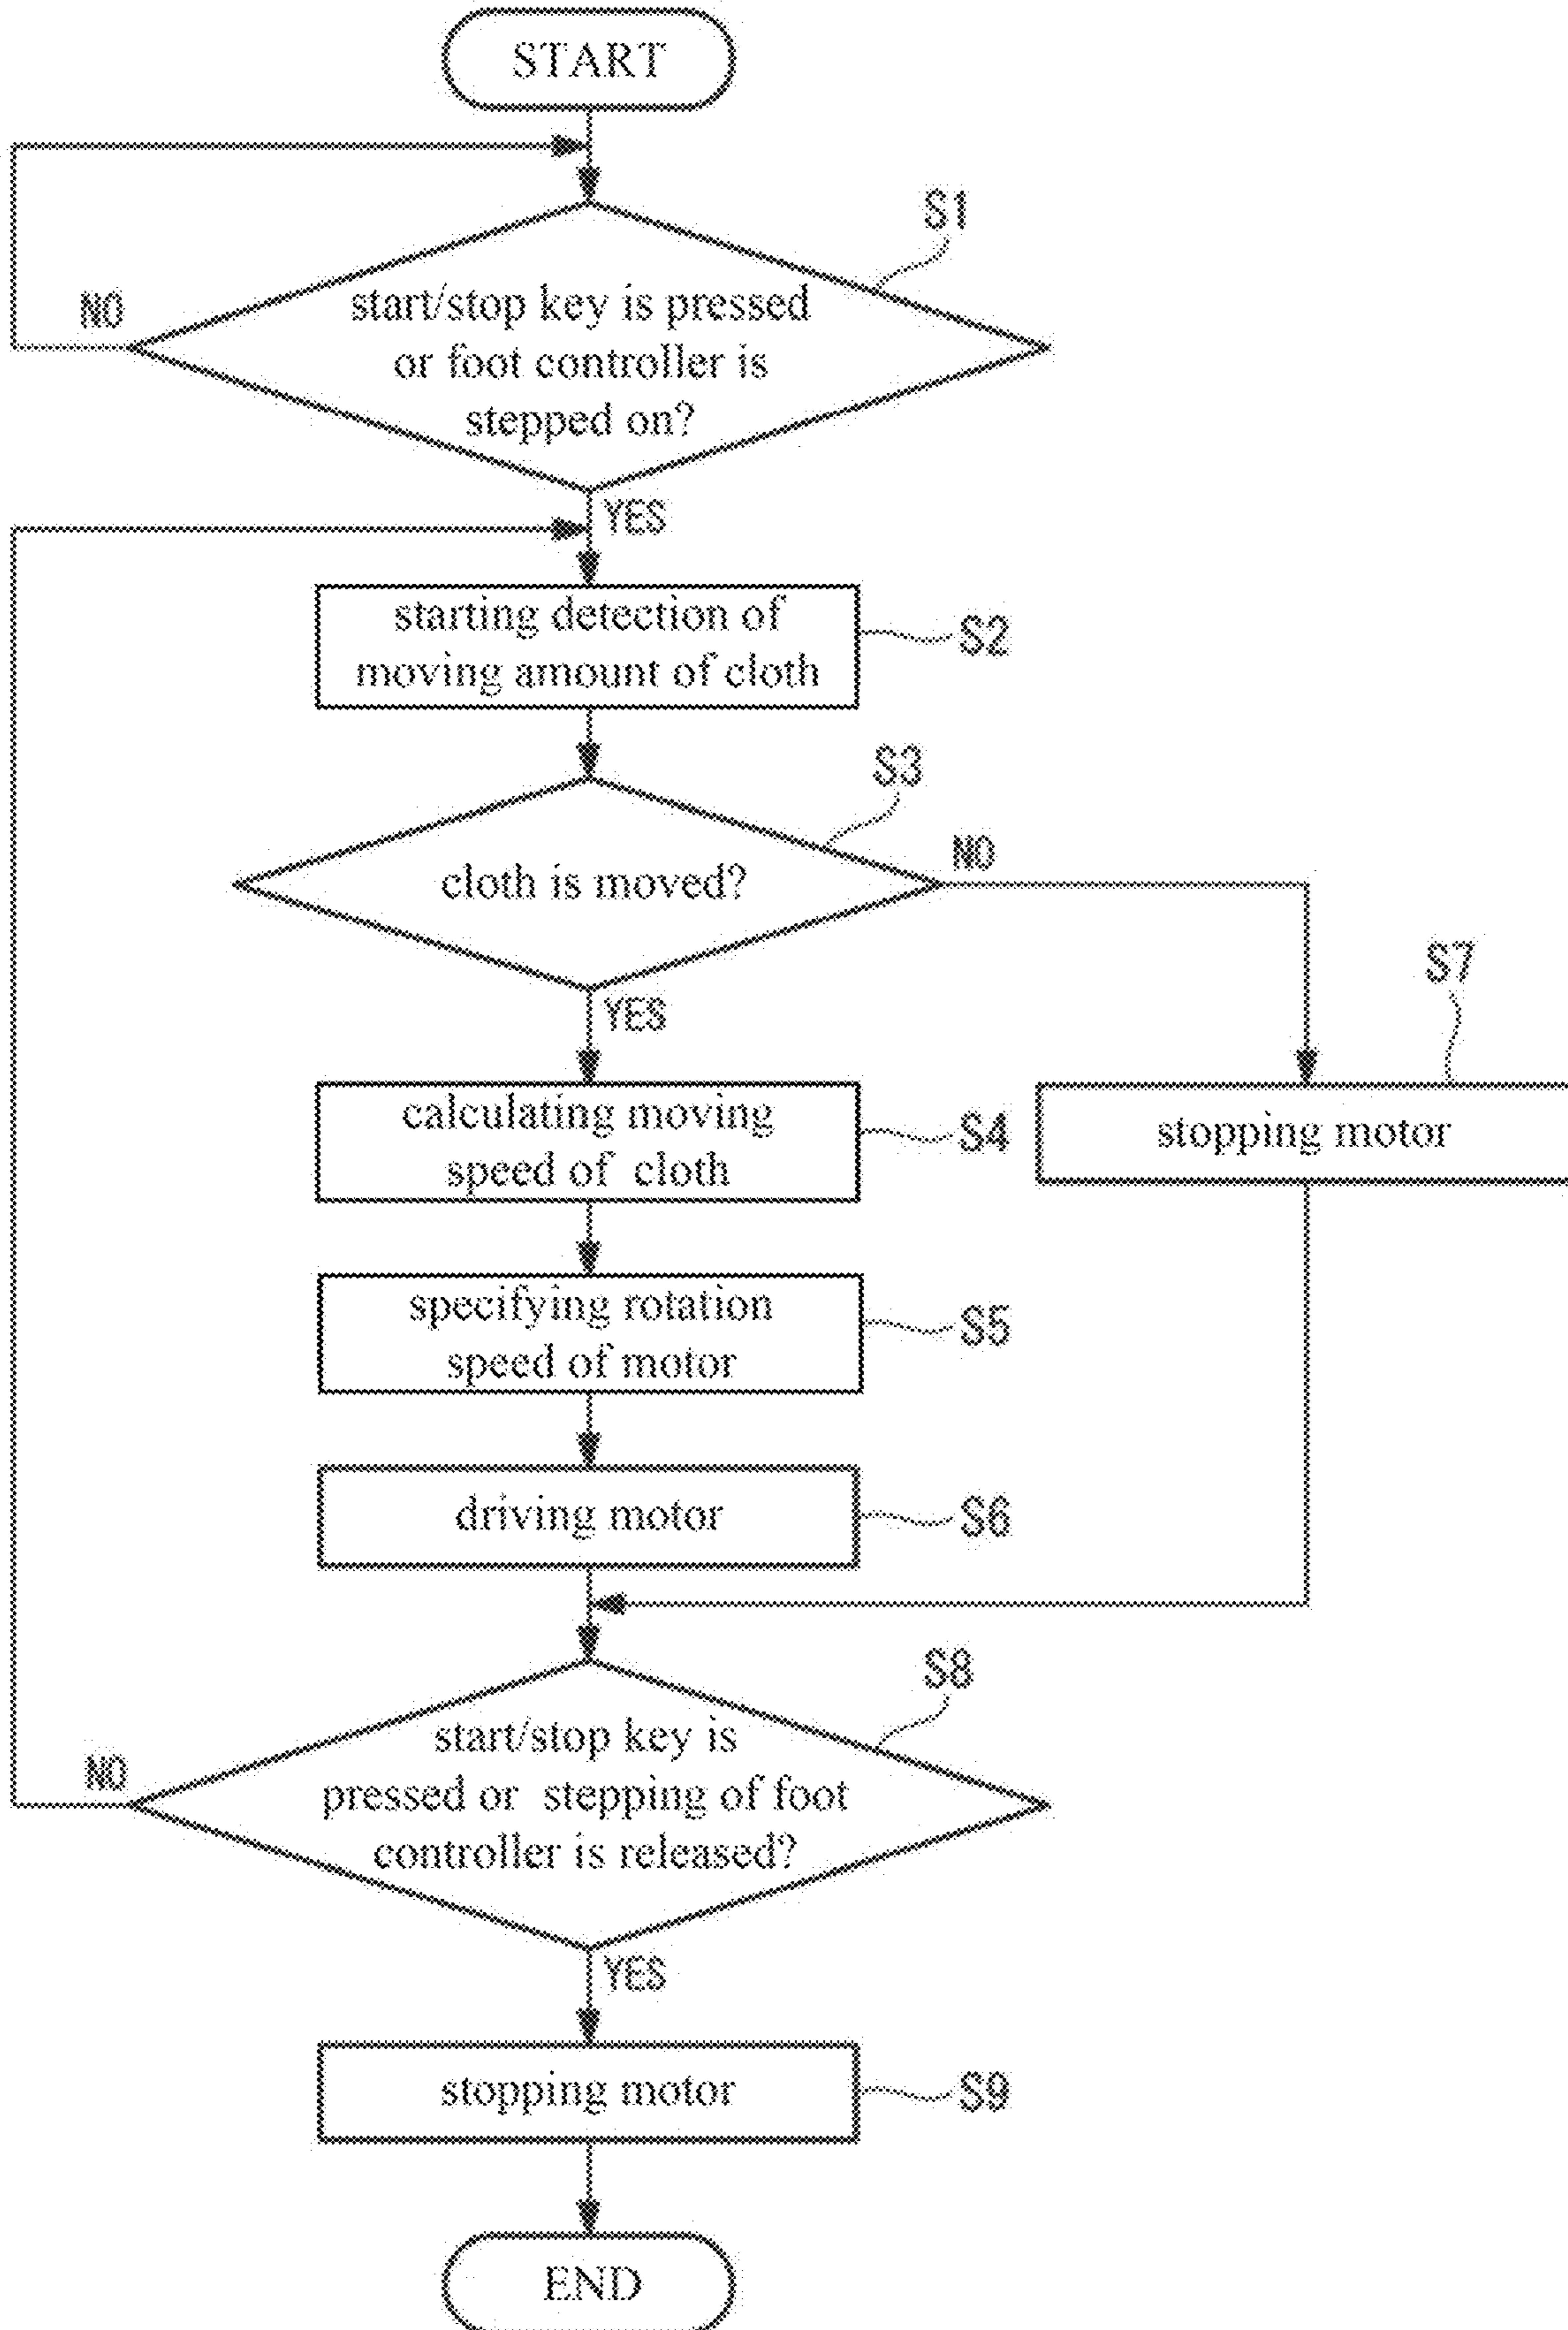 START
S1
NO
start/stop key is pressed
or foot controller is
stepped on?
YES
starting detection of
moving amount of cloth
S2
S3
cloth is moved?
NO
YES
S7
calculating moving
speed of cloth
S4
stopping motor
specifying rotation
speed of motor
S5
driving motor
S6
S8
start/stop key is
NO
pressed or stepping of foot
controller is released?
YES
stopping motor
S9
END